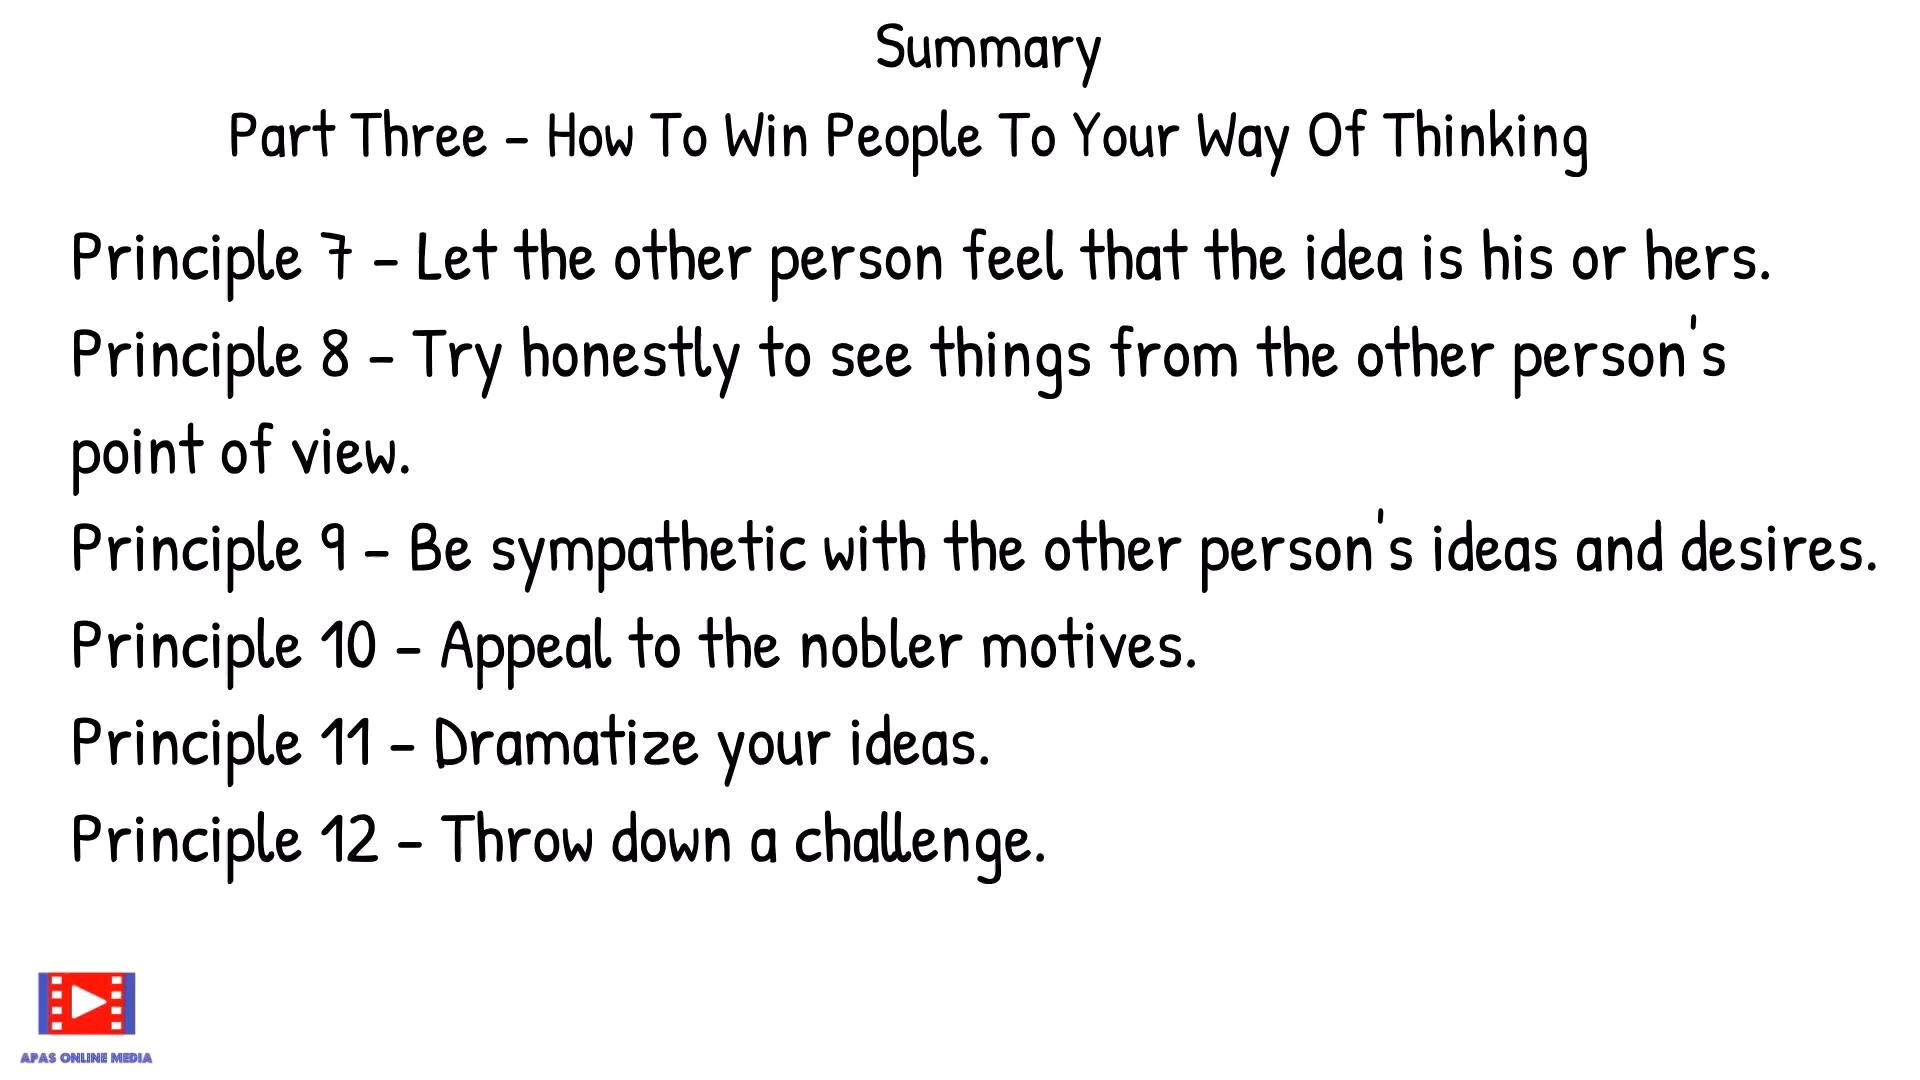 Summary
Part Three - How To Win People To Your Way Of Thinking
Principle 7 - Let the other person feel that the idea is his or hers.
Principle 8 - Try honestly to see things from the other person's
point of view.
Principle 9 - Be sympathetic with the other person's ideas and desires.
Principle 10 - Appeal to the nobler motives.
Principle 11 - Dramatize your ideas.
Principle 12 - Throw down a challenge.
APAS ONLINE MEDIA